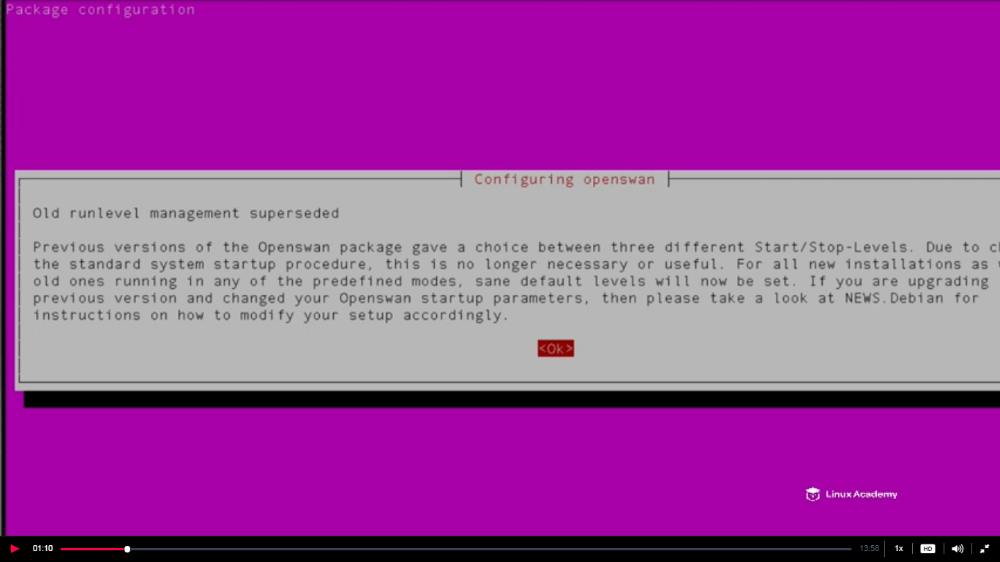 Package configuration
Configuring openswan
Old runlevel management superseded
Previous versions of the Openswan package gave a choice between three different Start/Stop-Levels. Due to
the standard system startup procedure, this is no longer necessary or useful. For all new installations as
old ones running in any of the predefined modes, sane default levels will now be set. If you are upgrading
previous version and changed your Openswan startup parameters, then please take a look at NEWS.Debian for
instructions on how to modify your setup accordingly.
<Ok>
Linux Academy
01:10
13:58
1x
HD